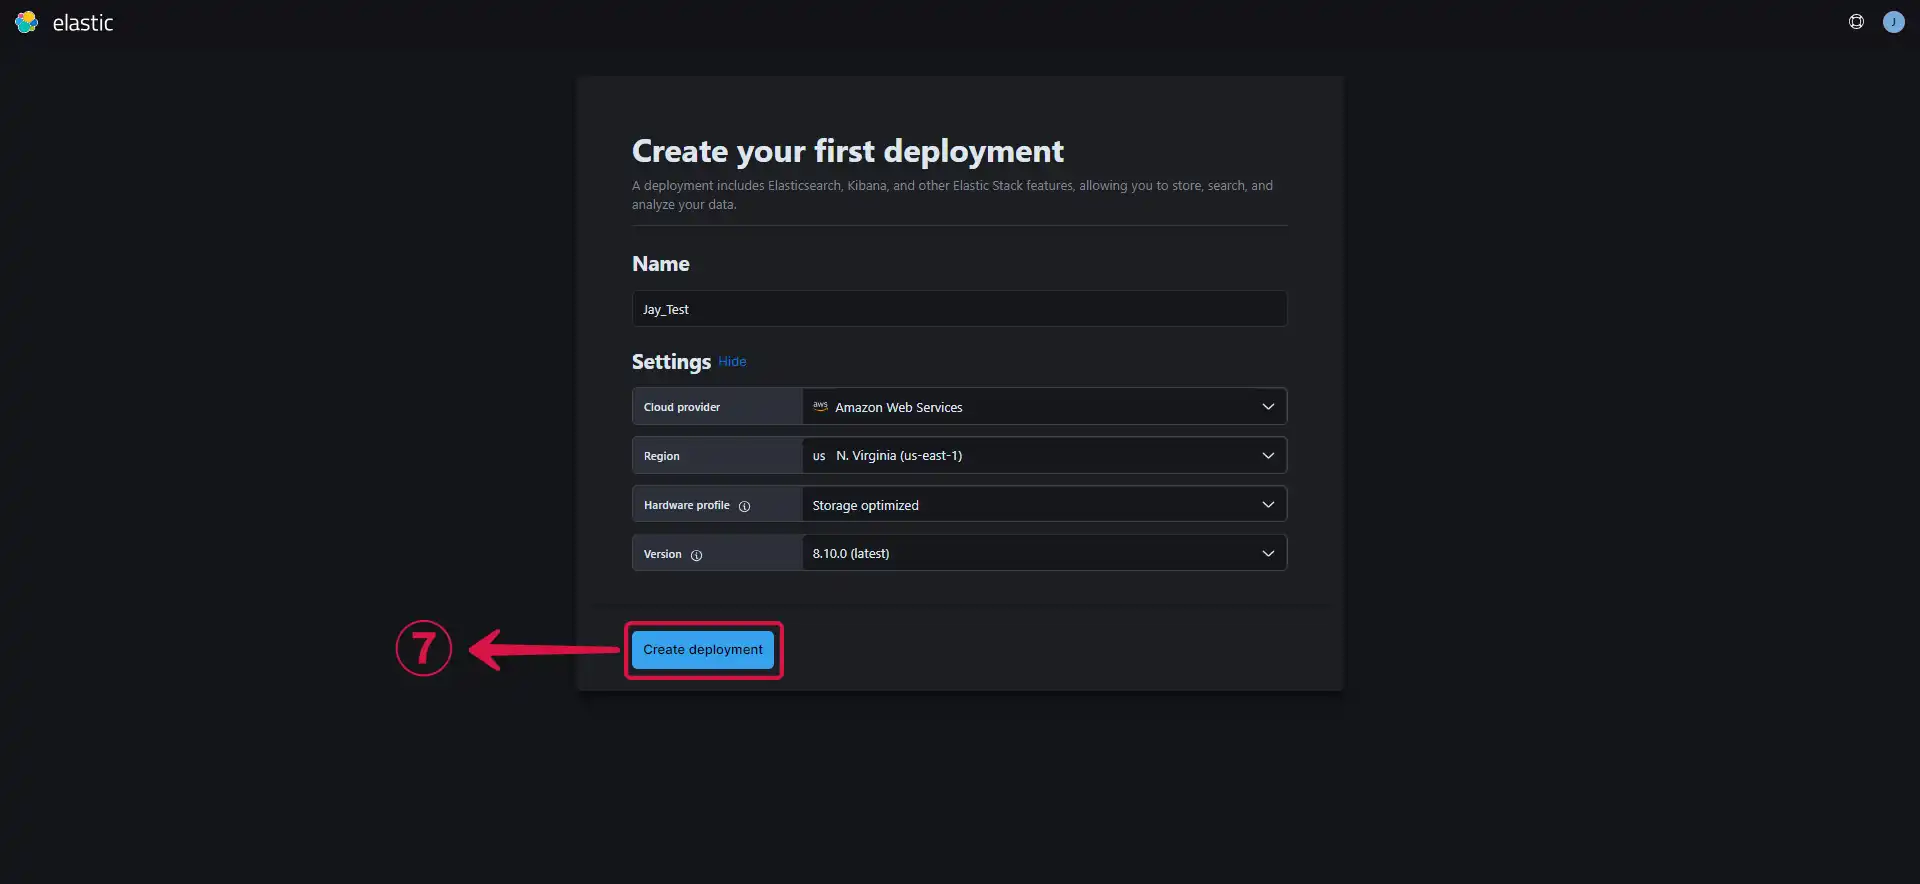 elastic
J
Create your first deployment
A deployment includes Elasticsearch, Kibana, and other Elastic Stack features, allowing you to store, search, and
analyze your data.
Name
Jay_Test
Settings Hide
Cloud provider aws Amazon Web Services
Region us N. Virginia (us-east-1)
Hardware profile Storage optimized
Version 8.10.0 (latest)
7 Create deployment